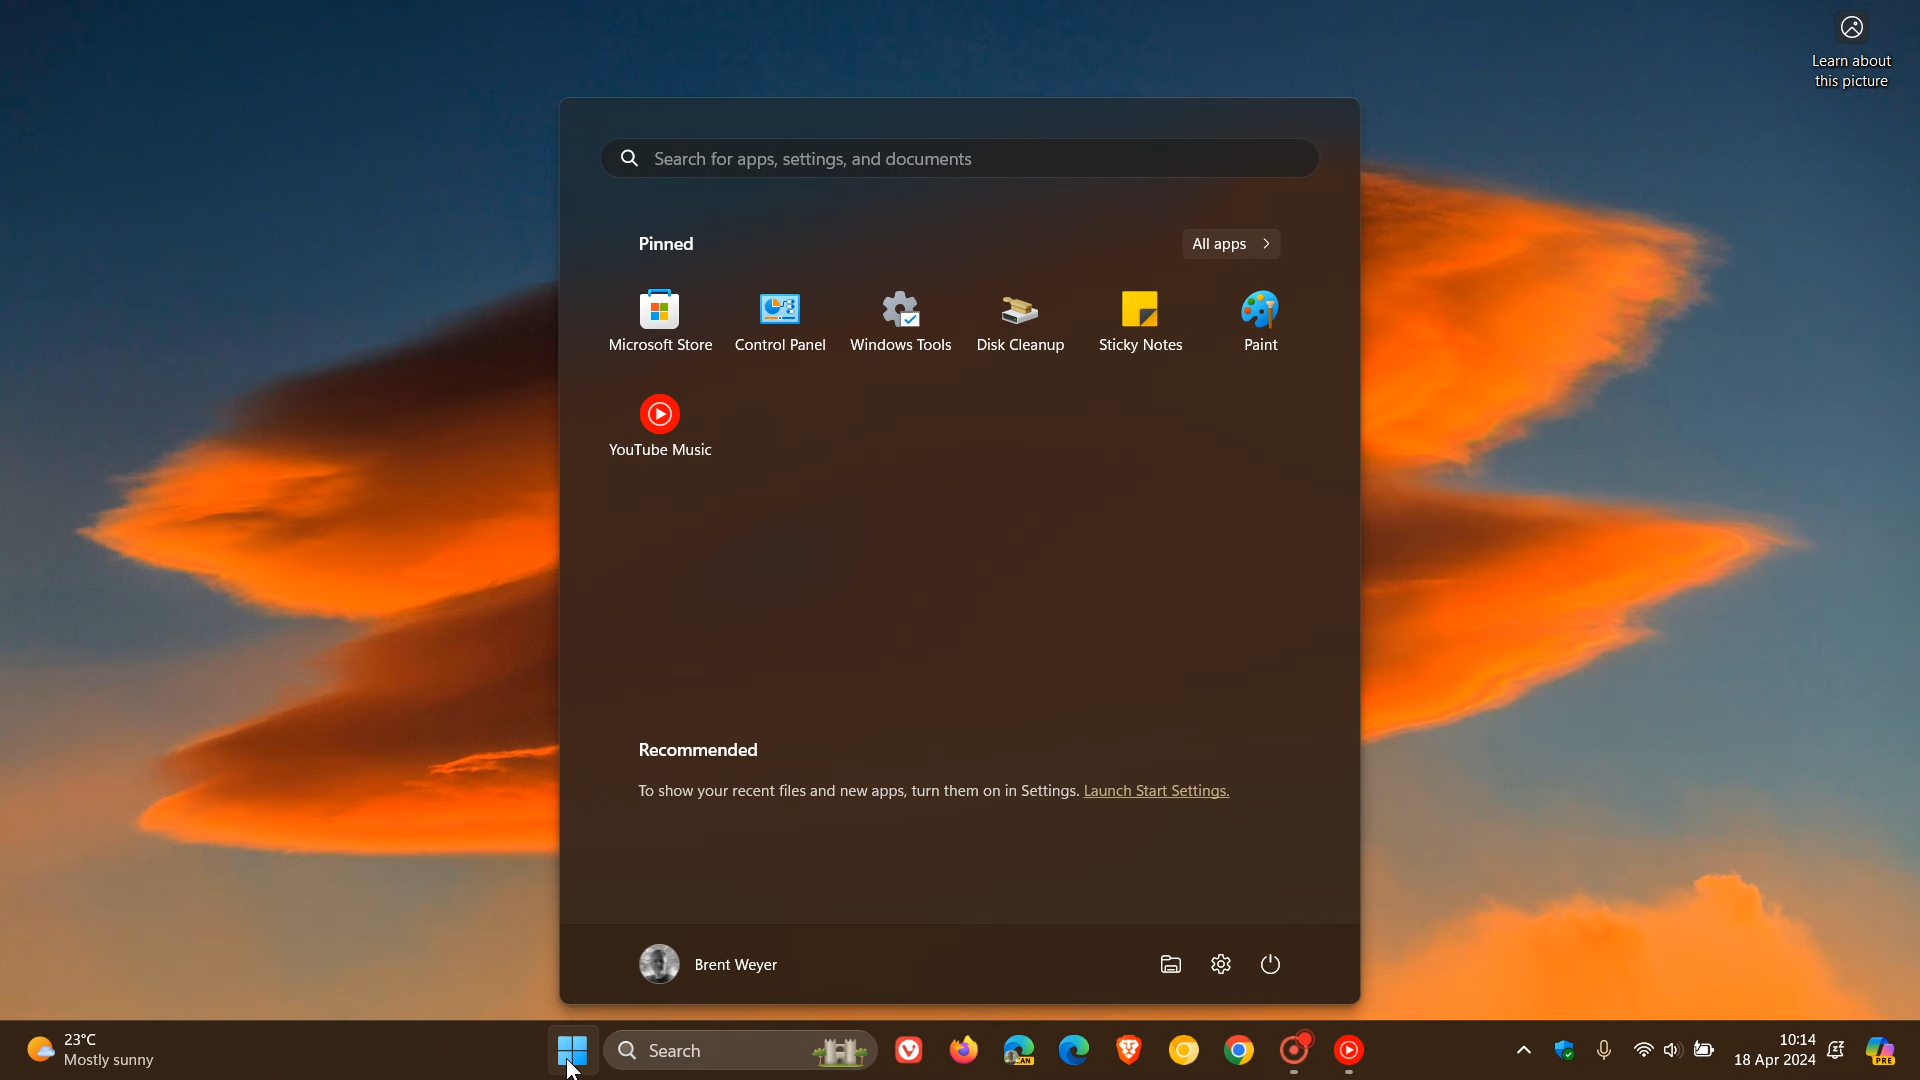 Learn about
this picture
Search for apps, settings, and documents
Pinned
All apps
Microsoft Store
Control Panel
Windows Tools
Disk Cleanup
Sticky Notes
Paint
YouTube Music
Recommended
To show your recent files and new apps, turn them on in Settings. Launch Start Settings.
Brent Weyer
23°C
Mostly sunny
Search
CAN
10:14
18 Apr 2024
PRE